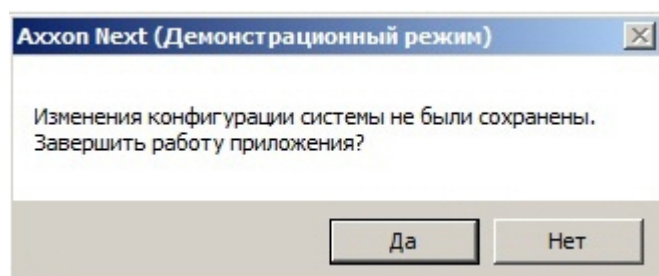 Axxon Next (Демонстрационный режим)
Изменения конфигурации системы не были сохранены.
Завершить работу приложения?
Да
Нет